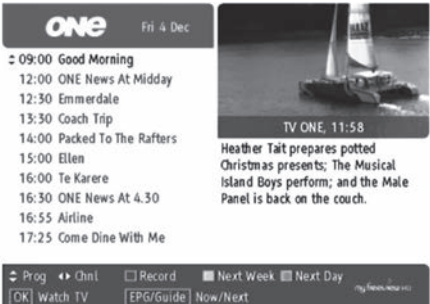 ONE
Fri 4 Dec
09:00 Good Morning
12:00 ONE News At Midday
12:30 Emmerdale
13:30 Coach Trip
14:00 Packed To The Rafters
15:00 Ellen
16:00 Te Karere
16:30 ONE News At 4.30
16:55 Airline
17:25 Come Dine With Me
HAAZ
TV ONE, 11:58
Heather Tait prepares potted
Christmas presents; The Musical
Island Boys perform; and the Male
Panel is back on the couch.
Prog Chnl Record Next Week Next Day
OK Watch TV EPG/Guide Now/Next
my freeview HD